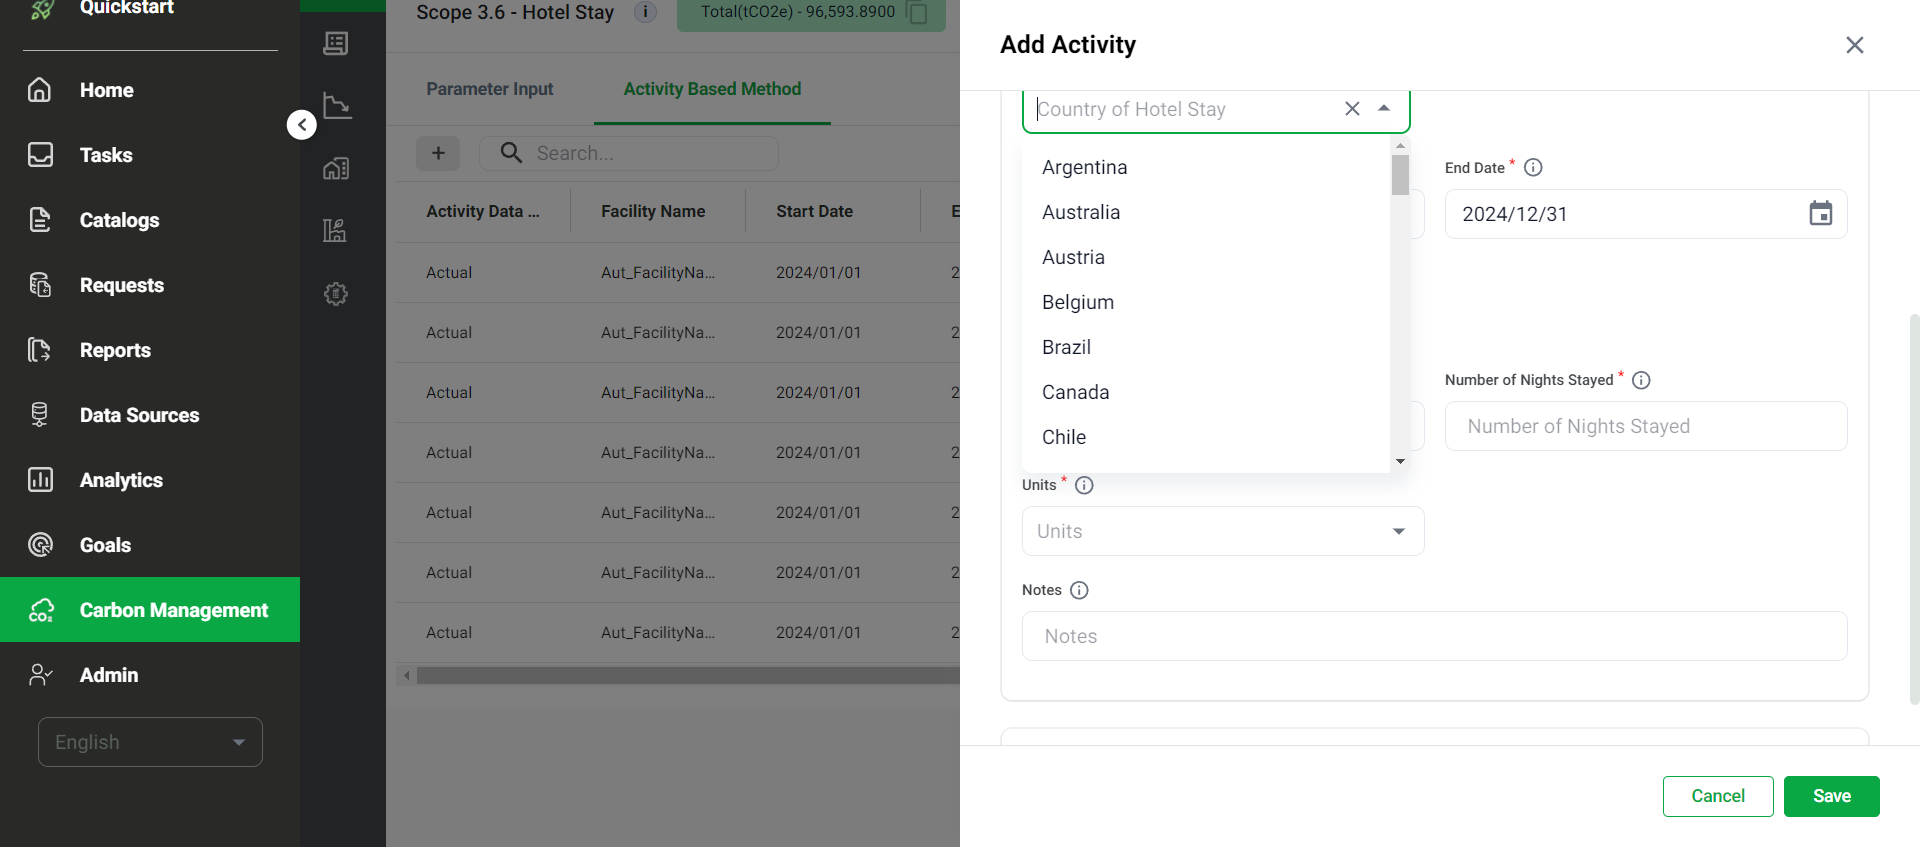 Quickstart
Home
Tasks
Catalogs
Requests
Reports
Data Sources
Analytics
Goals
CO₂
Carbon Management
Admin
English
Scope 3.6 - Hotel Stay
Total(tCO2e) - 96,593.8900
Parameter Input
Activity Based Method
+
Search...
Activity Data ...
Facility Name
Start Date
E
Actual
Aut_FacilityNa...
2024/01/01
2
Actual
Aut_FacilityNa...
2024/01/01
2
Actual
Aut_FacilityNa...
2024/01/01
2
Actual
Aut_FacilityNa...
2024/01/01
2
Actual
Aut_FacilityNa...
2024/01/01
2
Actual
Aut_FacilityNa...
2024/01/01
2
Actual
Aut_FacilityNa...
2024/01/01
2
Add Activity
Country of Hotel Stay
Argentina
Australia
Austria
Belgium
Brazil
Canada
Chile
End Date *
2024/12/31
Number of Nights Stayed *
Number of Nights Stayed
Units *
Units
Notes
Notes
Cancel
Save